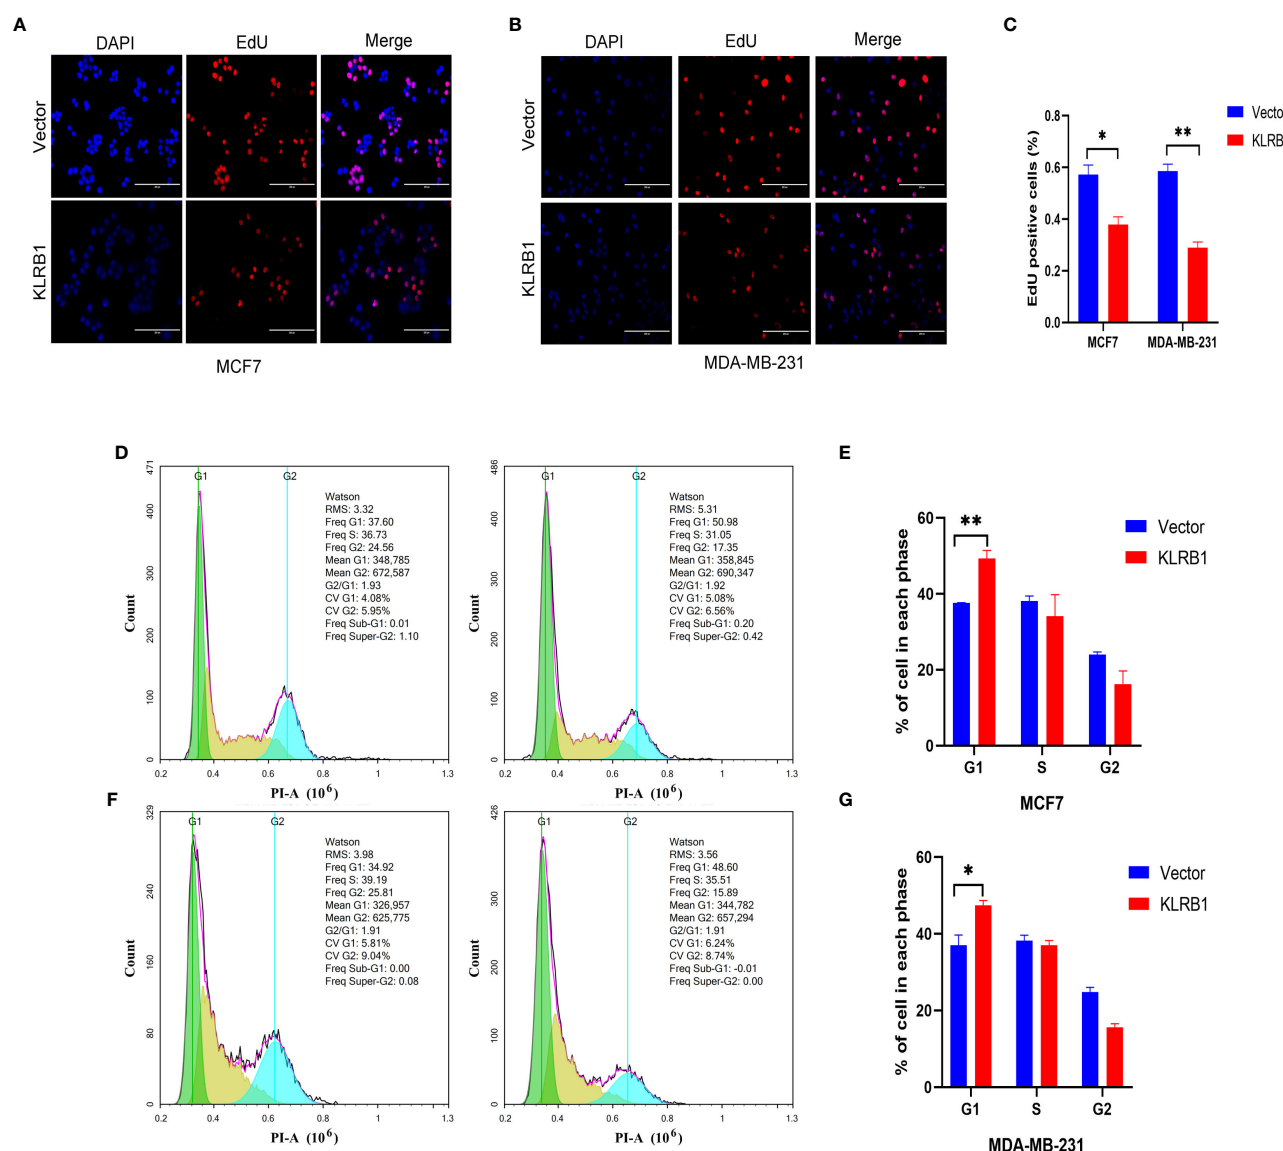 A
DAPI EdU Merge
Vector
KLRB1
MCF7
B
DAPI EdU Merge
Vector
KLRB1
MDA-MB-231
C
EdU positive cells (%)
0.8
0.6
0.4
0.2
0.0
* **
MCF7 MDA-MB-231
Vecto
KLRB
D
471
400
300
200
100
0
Count
G1 G2
Watson
RMS: 3.32
Freq G1: 37.60
Freq S: 36.73
Freq G2: 24.56
Mean G1: 348,785
Mean G2: 672,587
G2/G1: 1.93
CV G1: 4.08%
CV G2: 5.95%
Freq Sub-G1: 0.01
Freq Super-G2: 1.10
0.2 0.4 0.6 0.8 1 1.3
PI-A (10⁶)
486
400
300
200
100
0
Count
G1 G2
Watson
RMS: 5.31
Freq G1: 50.98
Freq S: 31.05
Freq G2: 17.35
Mean G1: 358,845
Mean G2: 690,347
G2/G1: 1.92
CV G1: 5.08%
CV G2: 6.56%
Freq Sub-G1: 0.20
Freq Super-G2: 0.42
0.2 0.4 0.6 0.8 1 1.3
PI-A (10⁶)
E
% of cell in each phase
60
40
20
0
**
G1 S G2
MCF7
Vector
KLRB1
F
329
240
160
80
0
Count
G1 G2
Watson
RMS: 3.98
Freq G1: 34.92
Freq S: 39.19
Freq G2: 25.81
Mean G1: 326,957
Mean G2: 625,775
G2/G1: 1.91
CV G1: 5.81%
CV G2: 9.04%
Freq Sub-G1: 0.00
Freq Super-G2: 0.08
0.2 0.4 0.6 0.8 1 1.3
PI-A (10⁶)
426
300
200
100
0
Count
G1 G2
Watson
RMS: 3.56
Freq G1: 48.60
Freq S: 35.51
Freq G2: 15.89
Mean G1: 344,782
Mean G2: 657,294
G2/G1: 1.91
CV G1: 6.24%
CV G2: 8.74%
Freq Sub-G1: -0.01
Freq Super-G2: 0.00
0.2 0.4 0.6 0.8 1 1.3
PI-A (10⁶)
G
% of cell in each phase
60
40
20
0
*
G1 S G2
MDA-MB-231
Vector
KLRB1